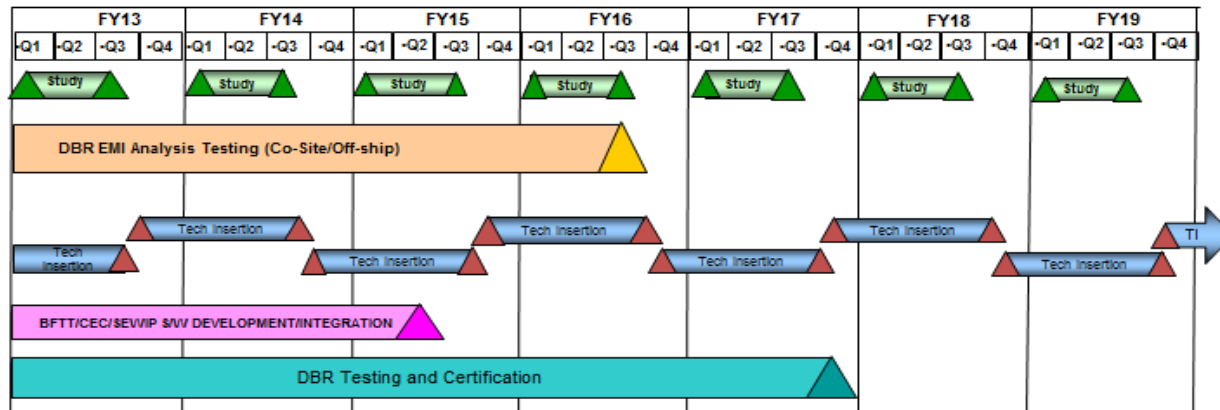 FY13 FY14 FY15 FY16 FY17 FY18 FY19
-Q1 -Q2 -Q3 -Q4 -Q1 -Q2 -Q3 -Q4 -Q1 -Q2 -Q3 -Q4 -Q1 -Q2 -Q3 -Q4 -Q1 -Q2 -Q3 -Q4 -Q1 -Q2 -Q3 -Q4 -Q1 -Q2 -Q3 -Q4
Study Study Study Study Study Study Study
DBR EMI Analysis Testing (Co-Site/Off-ship)
Tech Insertion Tech Insertion Tech Insertion TI
Tech
Insertion
Tech Insertion Tech Insertion Tech Insertion
BFTT/CEC/SEWIP S/W DEVELOPMENT/INTEGRATION
DBR Testing and Certification